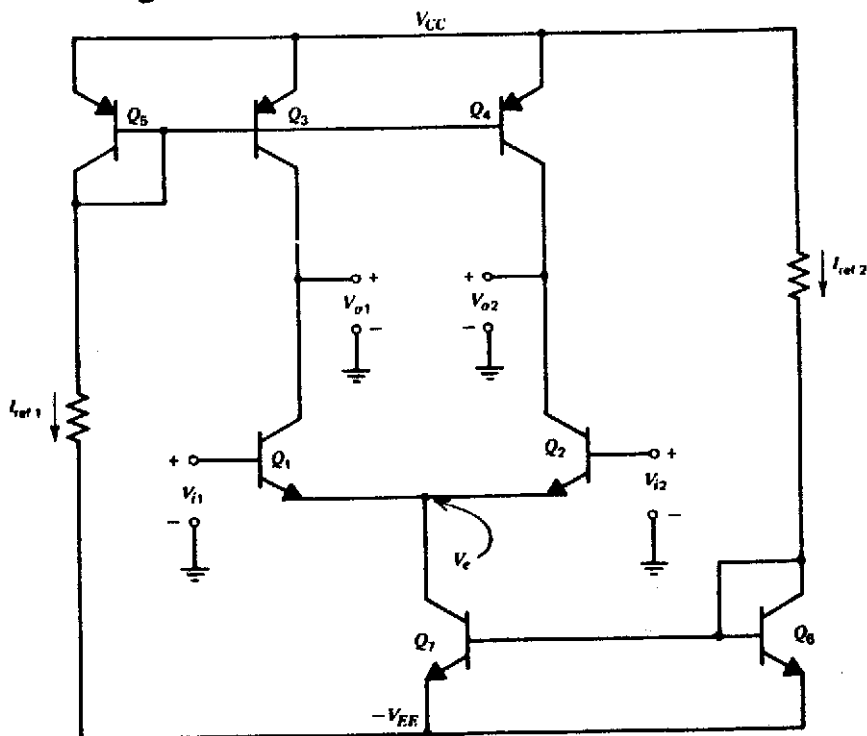 V_CC
Q_5
Q_3
Q_4
I_ref 2
+
+
V_o1
V_o2
-
-
I_ref 1
+
Q_1
Q_2
+
V_i1
V_i2
-
-
V_e
Q_7
Q_6
-V_EE